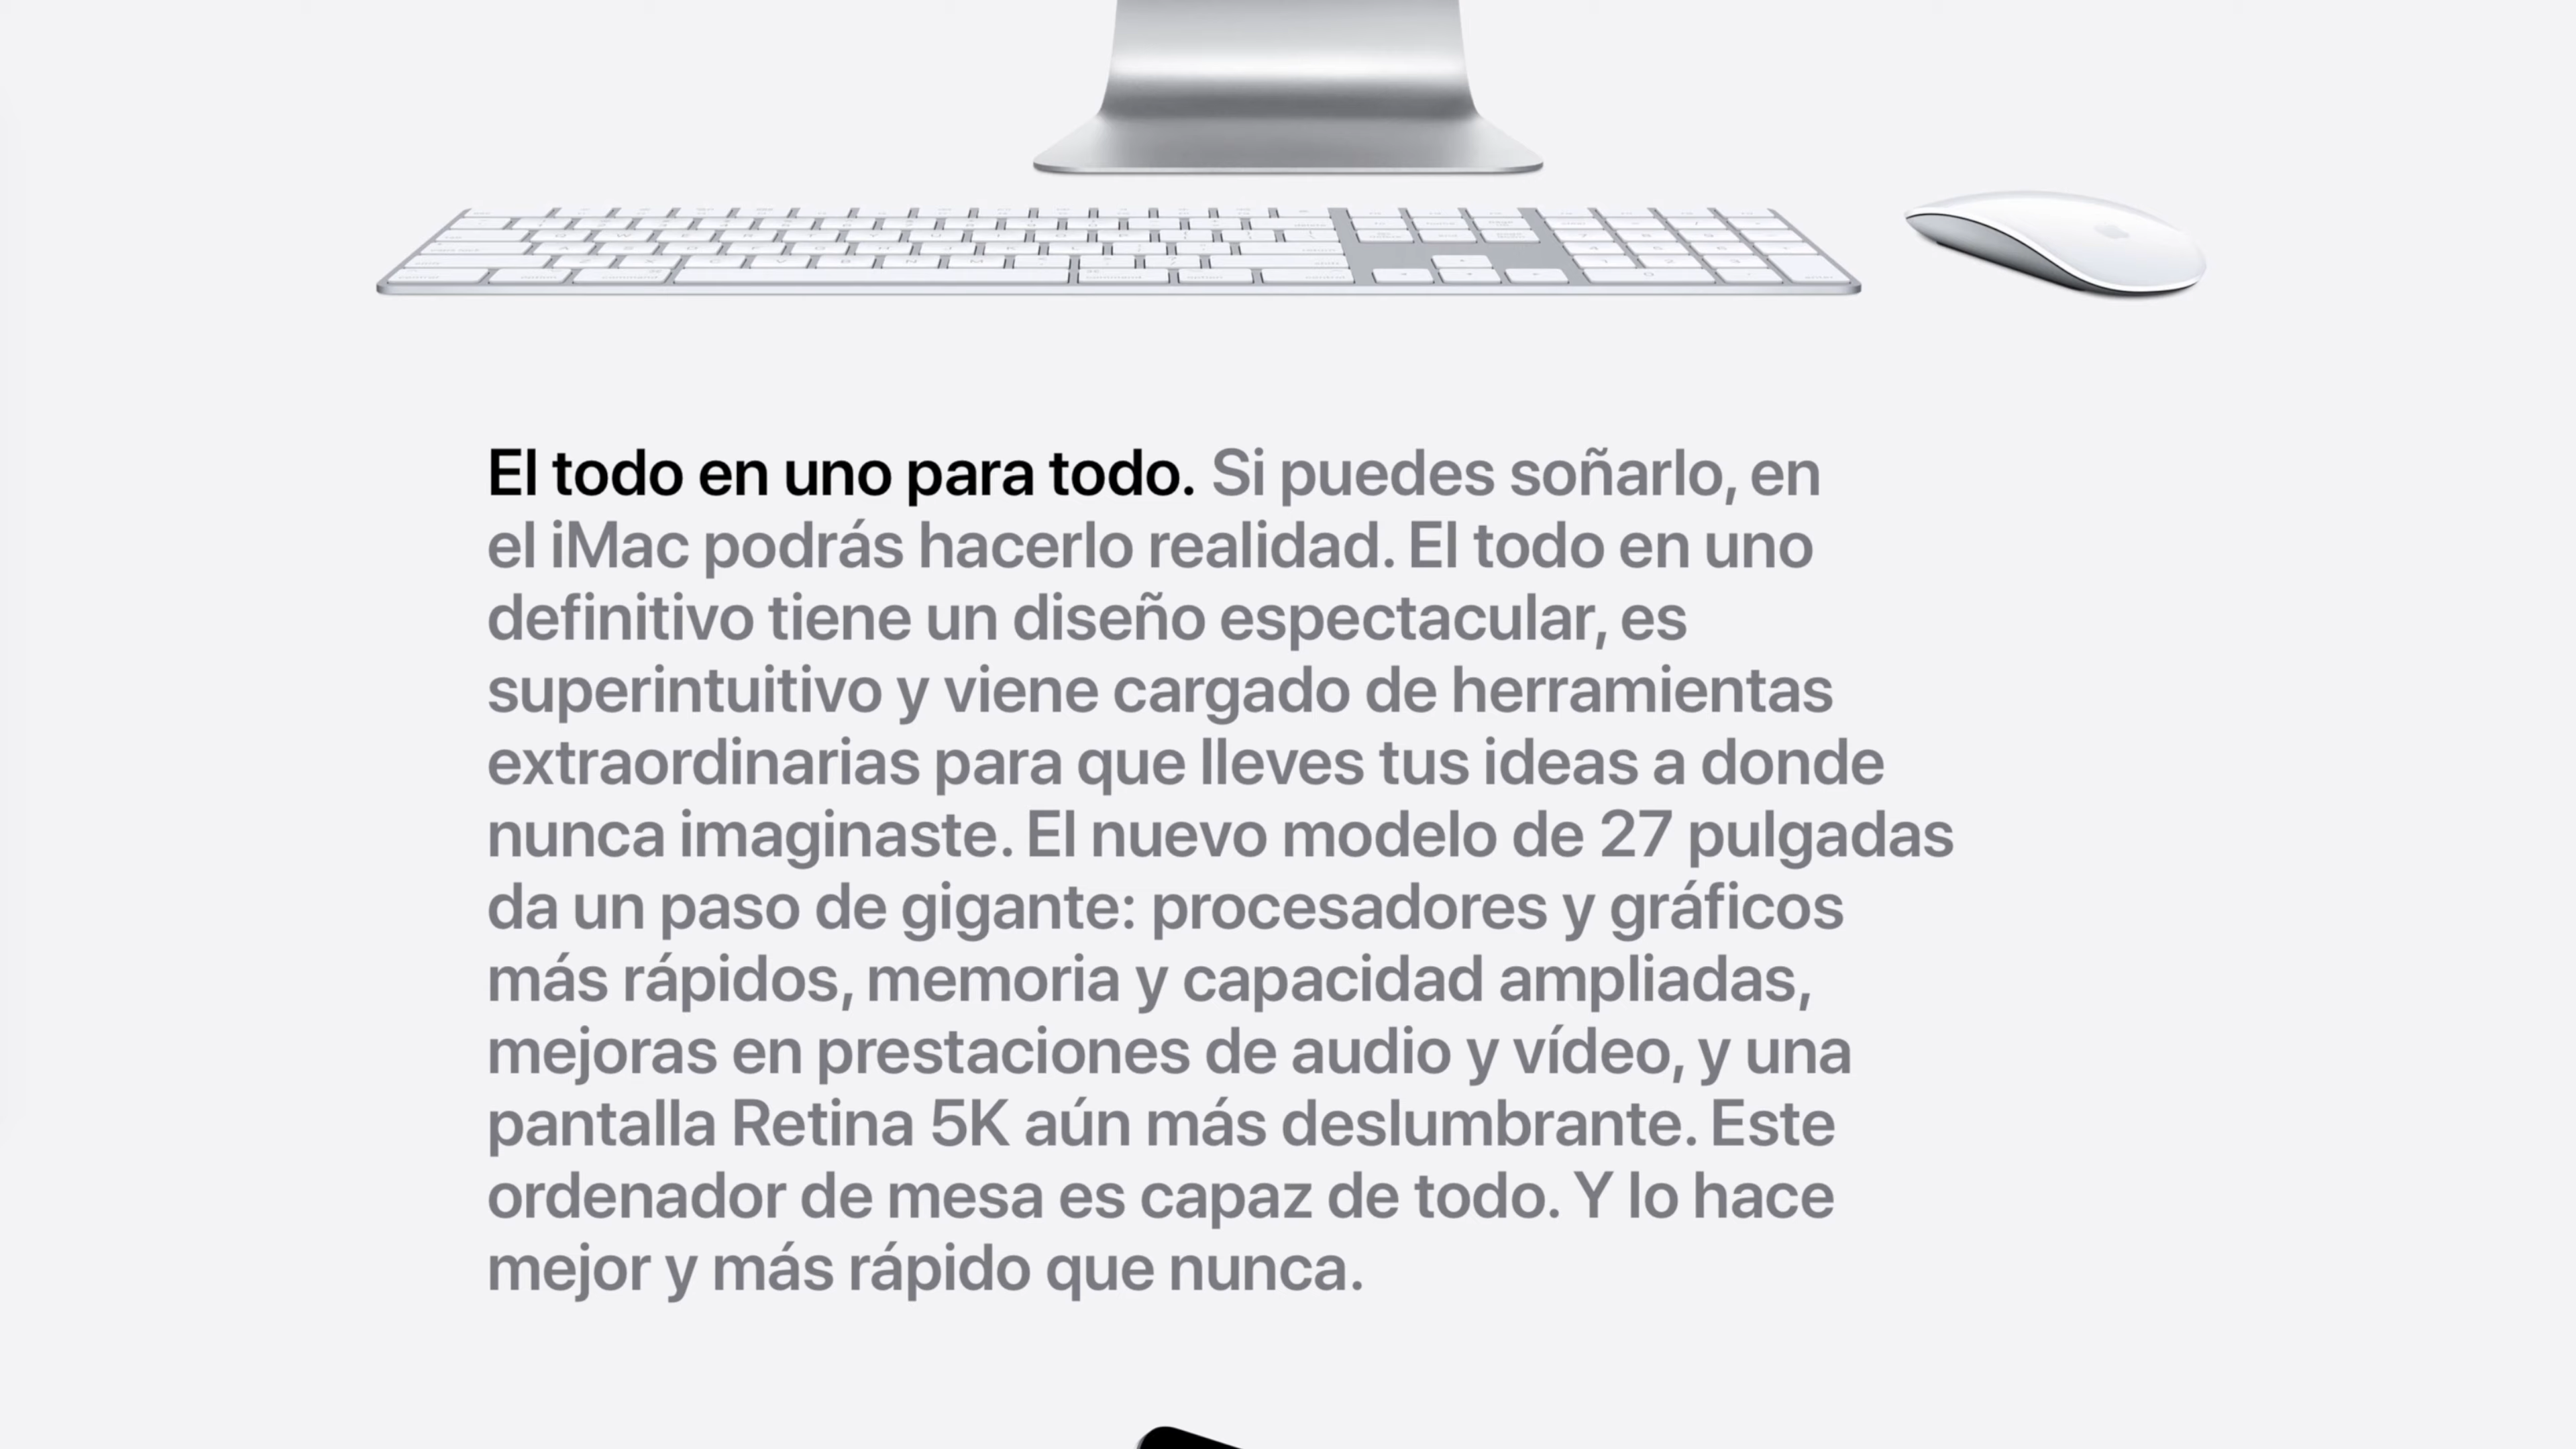 El todo en uno para todo. Si puedes soñarlo, en
el iMac podrás hacerlo realidad. El todo en uno
definitivo tiene un diseño espectacular, es
superintuitivo y viene cargado de herramientas
extraordinarias para que lleves tus ideas a donde
nunca imaginaste. El nuevo modelo de 27 pulgadas
da un paso de gigante: procesadores y gráficos
más rápidos, memoria y capacidad ampliadas,
mejoras en prestaciones de audio y vídeo, y una
pantalla Retina 5K aún más deslumbrante. Este
ordenador de mesa es capaz de todo. Y lo hace
mejor y más rápido que nunca.